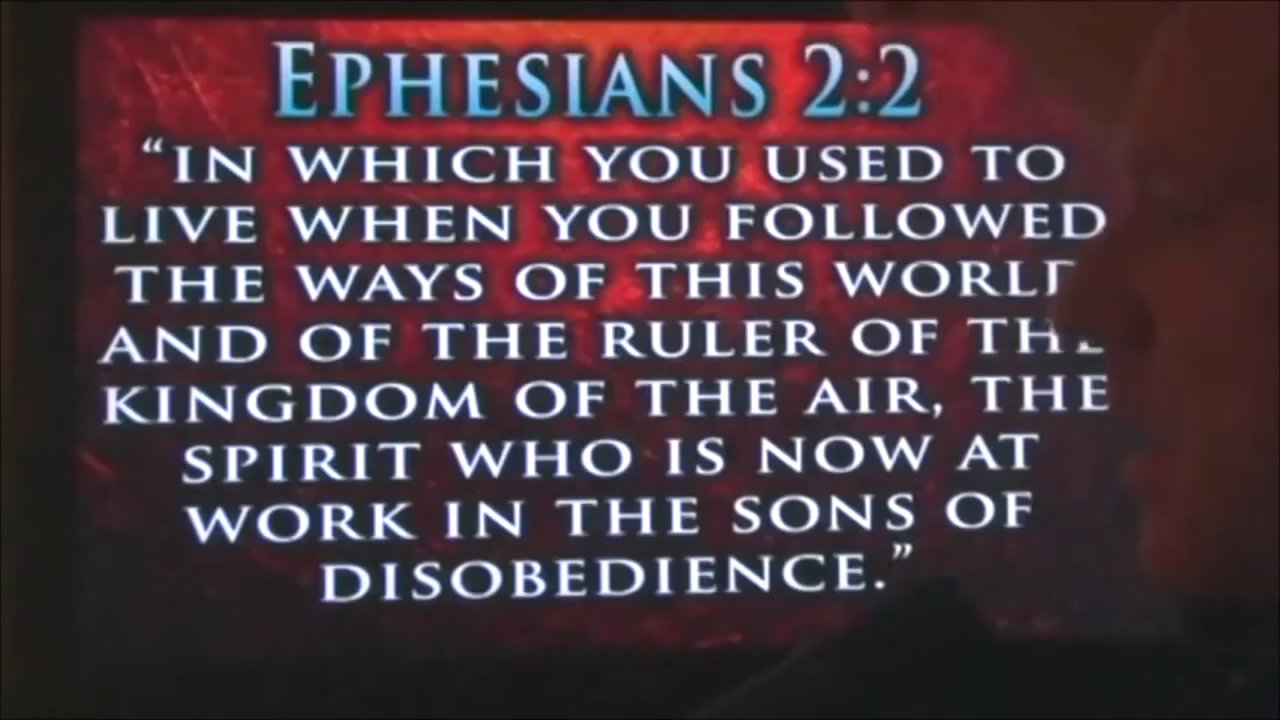 EPHESIANS 2:2
“IN WHICH YOU USED TO
LIVE WHEN YOU FOLLOWED
THE WAYS OF THIS WORLD
AND OF THE RULER OF THE
KINGDOM OF THE AIR, THE
SPIRIT WHO IS NOW AT
WORK IN THE SONS OF
DISOBEDIENCE.”